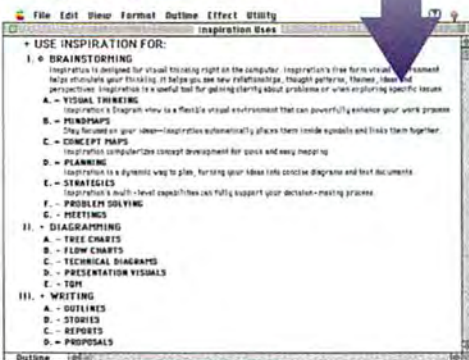 File Edit View Format Outline Effect Utility
Inspiration Uses
+ USE INSPIRATION FOR:
I. ◇ BRAINSTORMING
Inspiration is designed for visual thinking right on the computer. Inspiration's free form visual
helps stimulate your thinking. It helps you see new relationships, thought patterns, themes, ideas and
perspectives. Inspiration is a useful tool for gaining clarity about problems or when exploring specific issues.
A. - VISUAL THINKING
Inspiration's Diagram view is a flexible visual environment that can powerfully enhance your work process
B. - MINDMAPS
Stay focused on your ideas—Inspiration automatically places them inside symbols and links them together.
C. - CONCEPT MAPS
Inspiration computerizes concept development for quick and easy mapping.
D. - PLANNING
Inspiration is a dynamic way to plan, turning your ideas into concise diagrams and text documents.
E. - STRATEGIES
Inspiration's multi-level capabilities can fully support your decision-making process.
F. - PROBLEM SOLVING
G. - MEETINGS
II. + DIAGRAMMING
A. - TREE CHARTS
B. - FLOW CHARTS
C. - TECHNICAL DIAGRAMS
D. - PRESENTATION VISUALS
E. - TQM
III. + WRITING
A. - OUTLINES
B. - STORIES
C. - REPORTS
D. - PROPOSALS
Outline